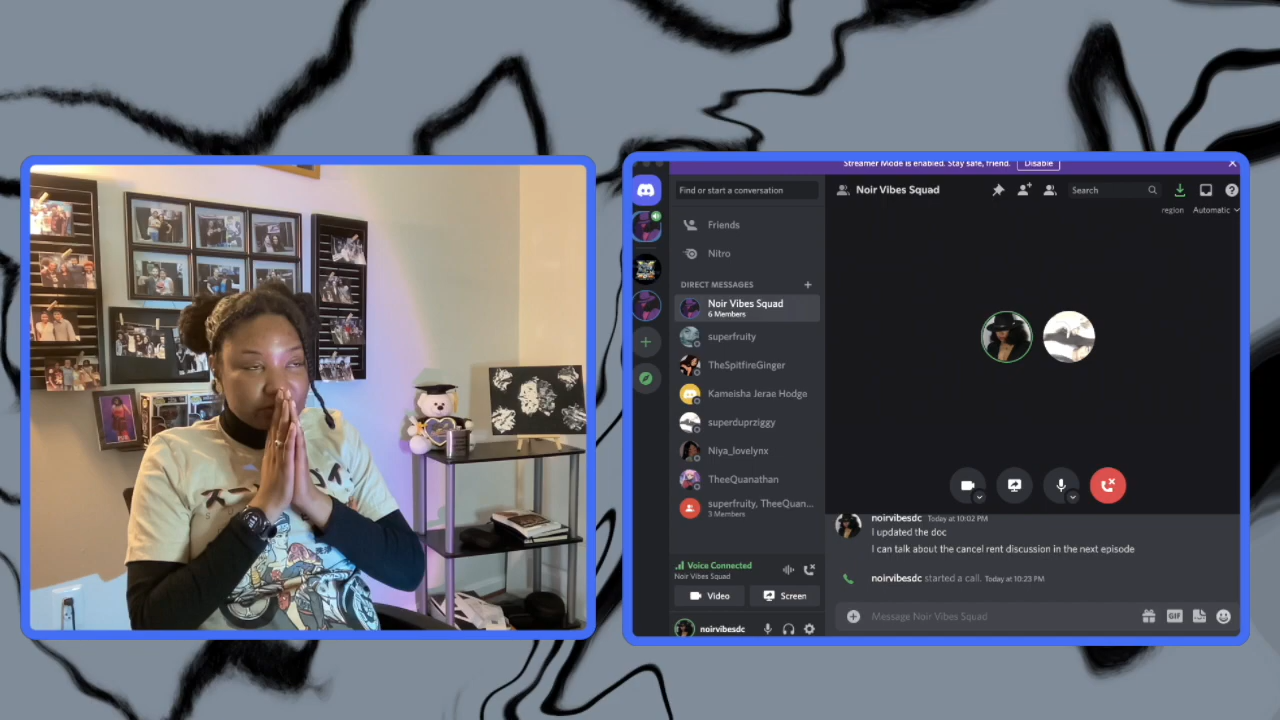 Streamer Mode is enabled. Stay safe, friend.
Disable
Find or start a conversation
Noir Vibes Squad
Search
region
Automatic
Friends
Nitro
DIRECT MESSAGES
Noir Vibes Squad
6 Members
superfruity
TheSpitfireGinger
Kameisha Jerae Hodge
superduprziggy
Niya_lovelynx
TheeQuanathan
superfruity, TheeQuan...
3 Members
Voice Connected
Noir Vibes Squad
Video
Screen
noirvibesdc
noirvibesdc Today at 10:02 PM
I updated the doc
I can talk about the cancel rent discussion in the next episode
noirvibesdc started a call. Today at 10:23 PM
Message Noir Vibes Squad
GIF